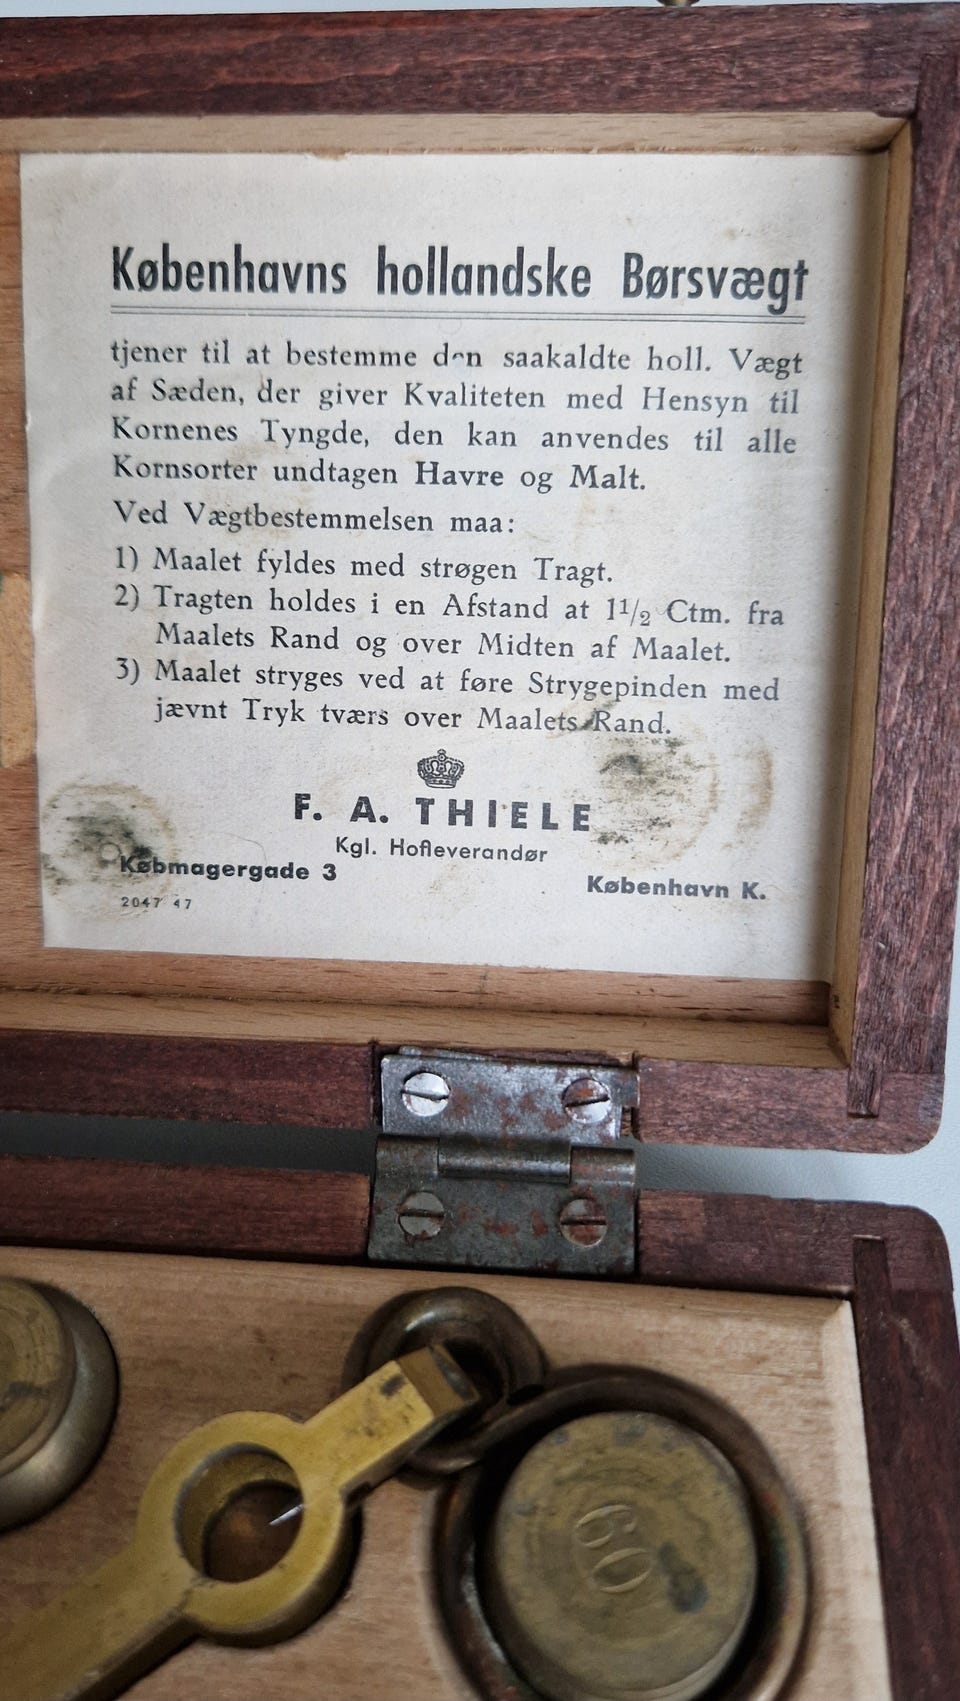 Københavns hollandske Børsvægt
tjener til at bestemme den saakaldte holl. Vægt
af Sæden, der giver Kvaliteten med Hensyn til
Kornenes Tyngde, den kan anvendes til alle
Kornsorter undtagen Havre og Malt.
Ved Vægtbestemmelsen maa:
1) Maalet fyldes med strøgen Tragt.
2) Tragten holdes i en Afstand at 1½ Ctm. fra
Maalets Rand og over Midten af Maalet.
3) Maalet stryges ved at føre Strygepinden med
jævnt Tryk tværs over Maalets Rand.
F. A. THIELE
Kgl. Hofleverandør
Købmagergade 3
København K.
2047 47
60